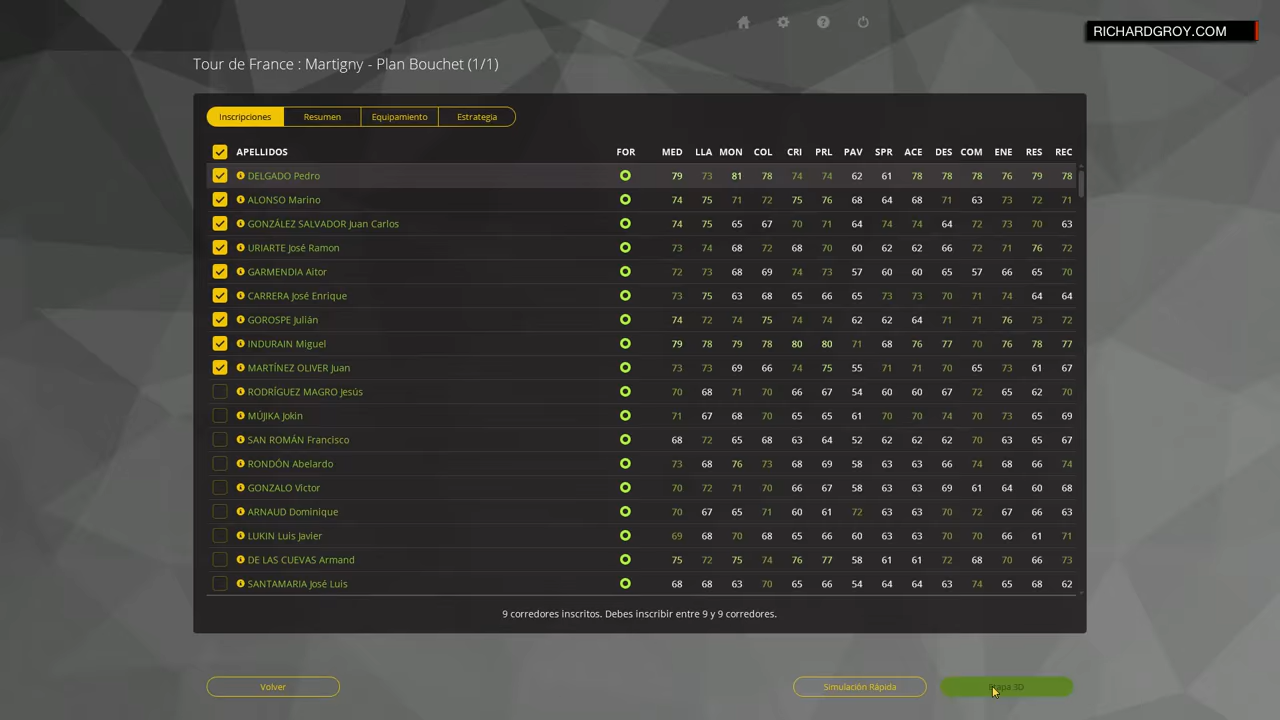 RICHARDGROY.COM
Tour de France : Martigny - Plan Bouchet (1/1)
Inscripciones Resumen Equipamiento Estrategia
APELLIDOS FOR MED LLA MON COL CRI PRL PAV SPR ACE DES COM ENE RES REC
DELGADO Pedro 79 73 81 78 74 74 62 61 78 78 78 76 79 78
ALONSO Marino 74 75 71 72 75 76 68 64 68 71 63 73 72 71
GONZÁLEZ SALVADOR Juan Carlos 74 75 65 67 70 71 64 74 74 64 72 73 70 63
URIARTE José Ramon 73 74 68 72 68 70 60 62 62 66 72 71 76 72
GARMENDIA Aitor 72 73 68 69 74 73 57 60 60 65 57 66 65 70
CARRERA José Enrique 73 75 63 68 65 66 65 73 73 70 71 74 64 64
GOROSPE Julián 74 72 74 75 74 74 62 62 64 71 71 76 73 72
INDURAIN Miguel 79 78 79 78 80 80 71 68 76 77 70 76 78 77
MARTÍNEZ OLIVER Juan 73 73 69 66 74 75 55 71 71 70 65 73 61 67
RODRÍGUEZ MAGRO Jesús 70 68 71 70 66 67 54 60 60 67 72 65 62 70
MÚJIKA Jokin 71 67 68 70 65 65 61 70 70 74 70 73 65 69
SAN ROMÁN Francisco 68 72 65 68 63 64 52 62 62 62 70 63 65 67
RONDÓN Abelardo 73 68 76 73 68 69 58 63 63 66 74 68 66 74
GONZALO Víctor 70 72 71 70 66 67 58 63 63 69 61 64 60 68
ARNAUD Dominique 70 67 65 71 60 61 72 63 63 70 72 67 66 63
LUKIN Luis Javier 69 68 70 68 65 66 60 63 63 70 70 66 61 71
DE LAS CUEVAS Armand 75 72 75 74 76 77 58 61 61 72 68 70 66 73
SANTAMARIA José Luis 68 68 63 70 65 66 54 64 64 63 74 65 68 62
9 corredores inscritos. Debes inscribir entre 9 y 9 corredores.
Volver Simulación Rápida Etapa 3D